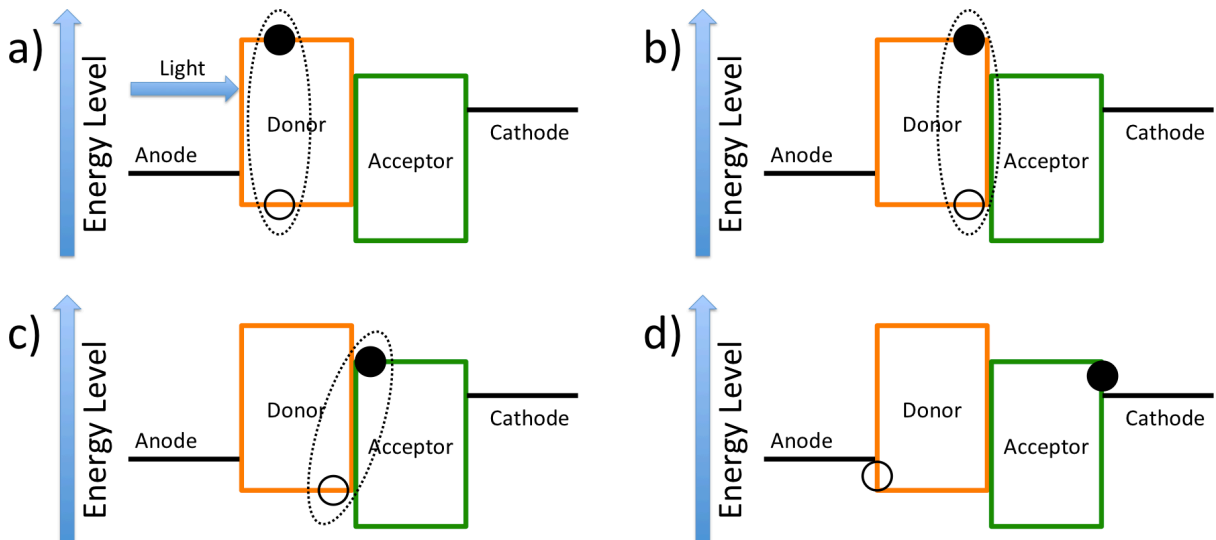 a)
Energy Level
Light
Donor
Anode
Acceptor
Cathode
b)
Energy Level
Donor
Anode
Acceptor
Cathode
c)
Energy Level
Donor
Anode
Acceptor
Cathode
d)
Energy Level
Donor
Anode
Acceptor
Cathode